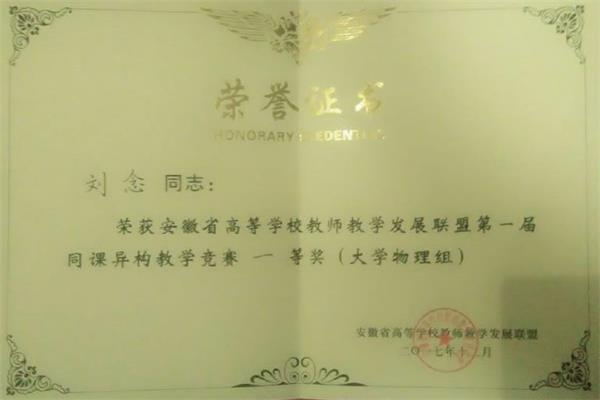 荣誉证书
HONORARY CREDENTIAL
刘念 同志：
荣获安徽省高等学校教师教学发展联盟第一届
同课异构教学竞赛 一 等奖（大学物理组）
安徽省高等学校教师教学发展联盟
二〇一七年十二月